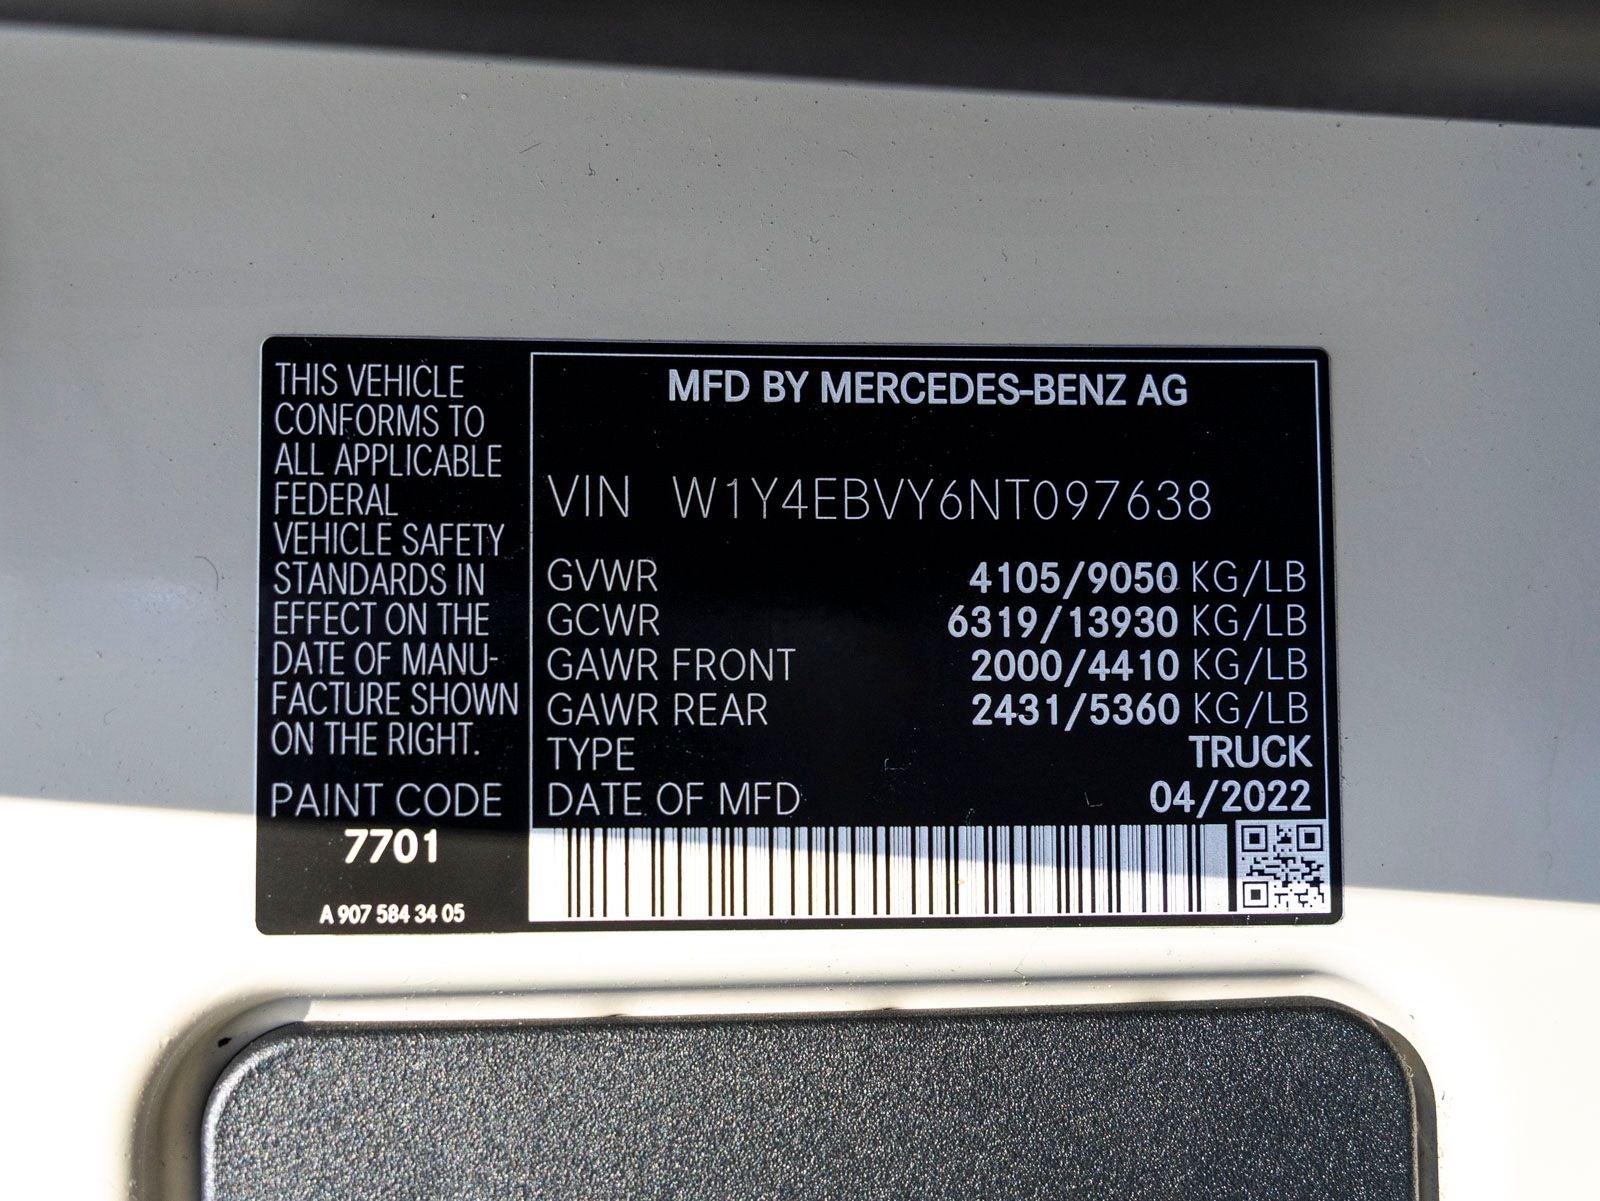 THIS VEHICLE
CONFORMS TO
ALL APPLICABLE
FEDERAL
VEHICLE SAFETY
STANDARDS IN
EFFECT ON THE
DATE OF MANU-
FACTURE SHOWN
ON THE RIGHT.
PAINT CODE
7701
A 907 584 34 05
MFD BY MERCEDES-BENZ AG
VIN W1Y4EBVY6NT097638
GVWR 4105/9050 KG/LB
GCWR 6319/13930 KG/LB
GAWR FRONT 2000/4410 KG/LB
GAWR REAR 2431/5360 KG/LB
TYPE TRUCK
DATE OF MFD 04/2022